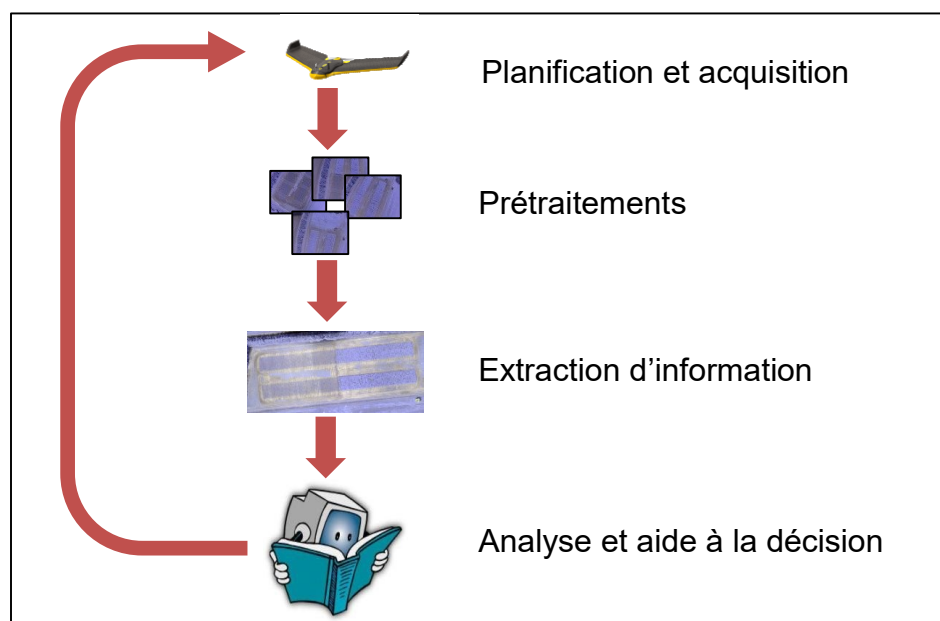 Planification et acquisition
Prétraitements
Extraction d’information
Analyse et aide à la décision